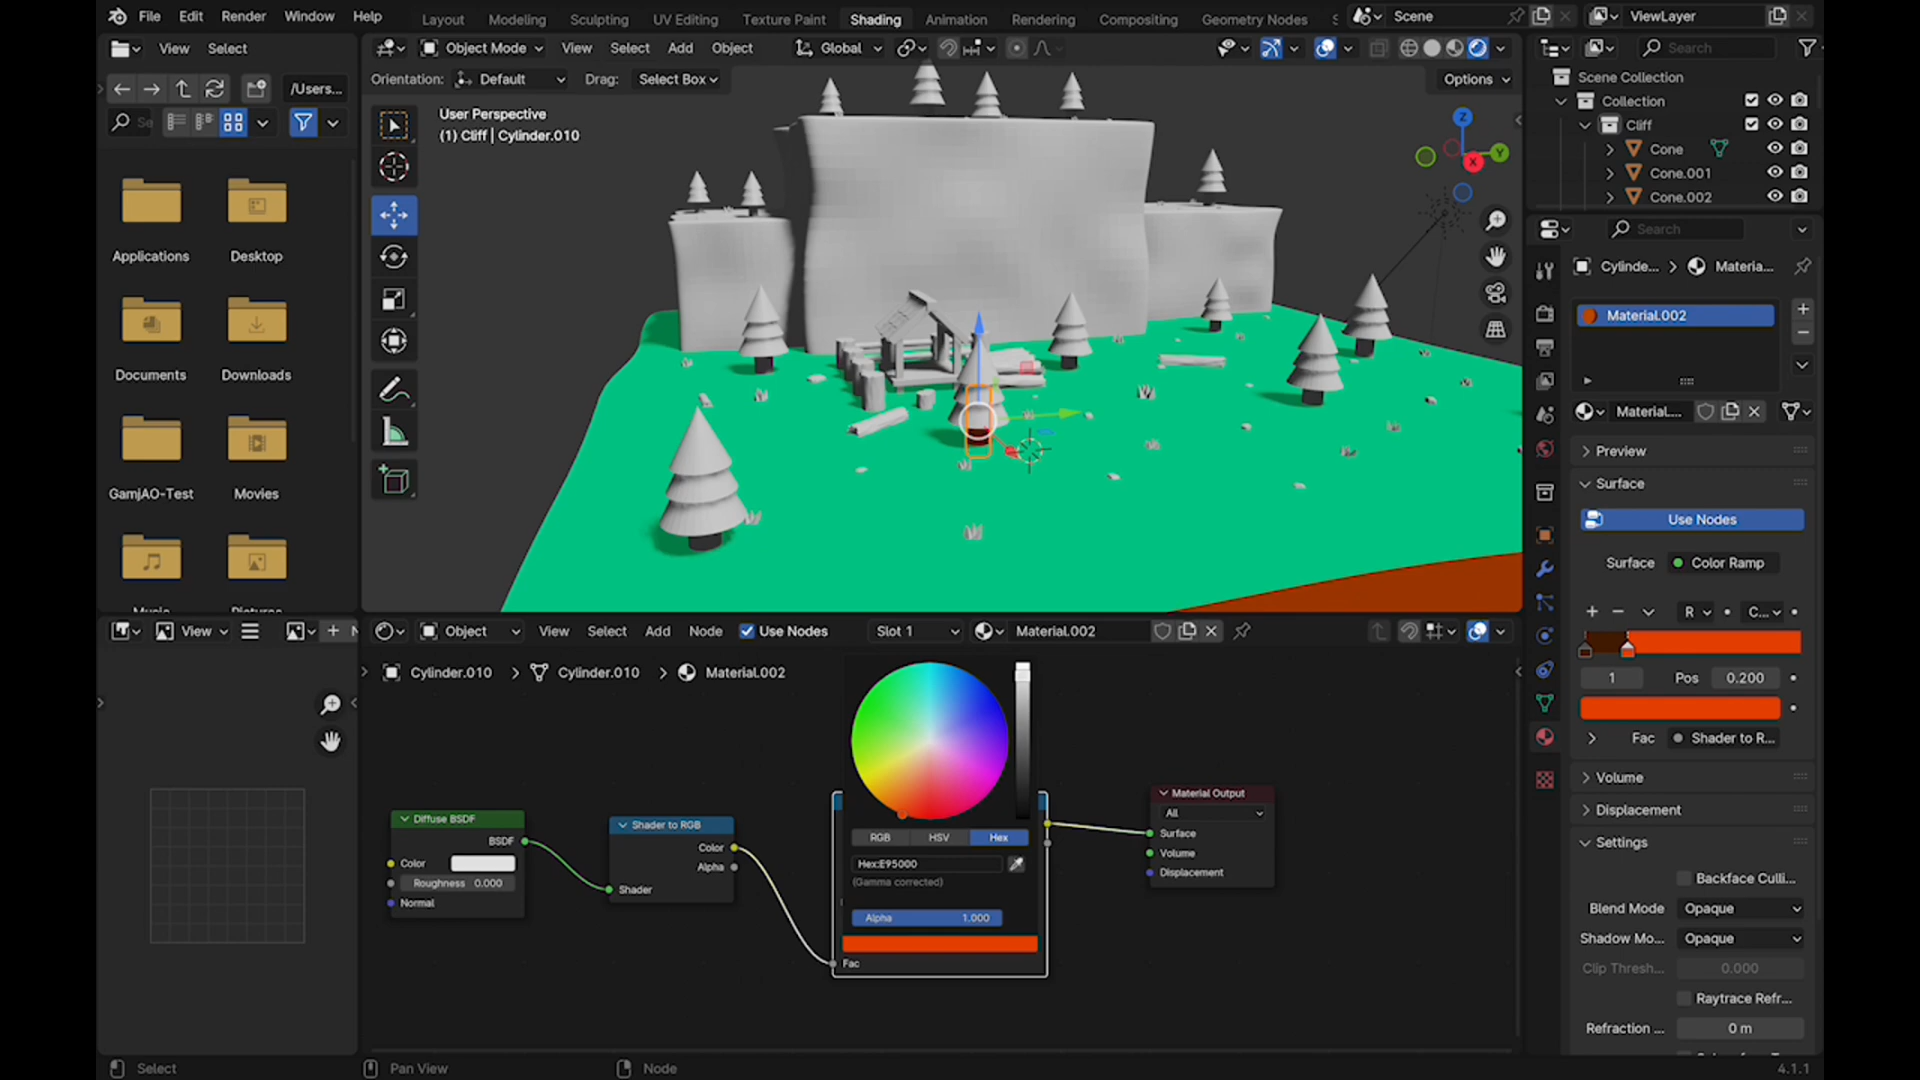 File Edit Render Window Help
Layout Modeling Sculpting UV Editing Texture Paint Shading Animation Rendering Compositing Geometry Nodes S
Scene
ViewLayer
View Select
Object Mode View Select Add Object Global
Search
/Users...
Orientation: Default Drag: Select Box
Options
Se
User Perspective
(1) Cliff | Cylinder.010
Scene Collection
Collection
Cliff
Cone
Cone.001
Cone.002
Z
Y
X
Applications
Desktop
Documents
Downloads
GamjAO-Test
Movies
Search
Cylinde... > Materia...
Material.002
Material....
Preview
Surface
Use Nodes
Surface Color Ramp
R C...
1 Pos 0.200
Fac Shader to R...
Volume
Displacement
Settings
Backface Culli...
Blend Mode Opaque
Shadow Mo... Opaque
Clip Thresh... 0.000
Raytrace Refr...
Refraction ... 0 m
View
Object View Select Add Node Use Nodes Slot 1 Material.002
Cylinder.010 > Cylinder.010 > Material.002
Diffuse BSDF
BSDF
Color
Roughness 0.000
Normal
Shader to RGB
Color
Alpha
Shader
RGB HSV Hex
Hex:E95000
(Gamma corrected)
Alpha 1.000
Fac
Material Output
All
Surface
Volume
Displacement
Select
Pan View
Node
4.1.1